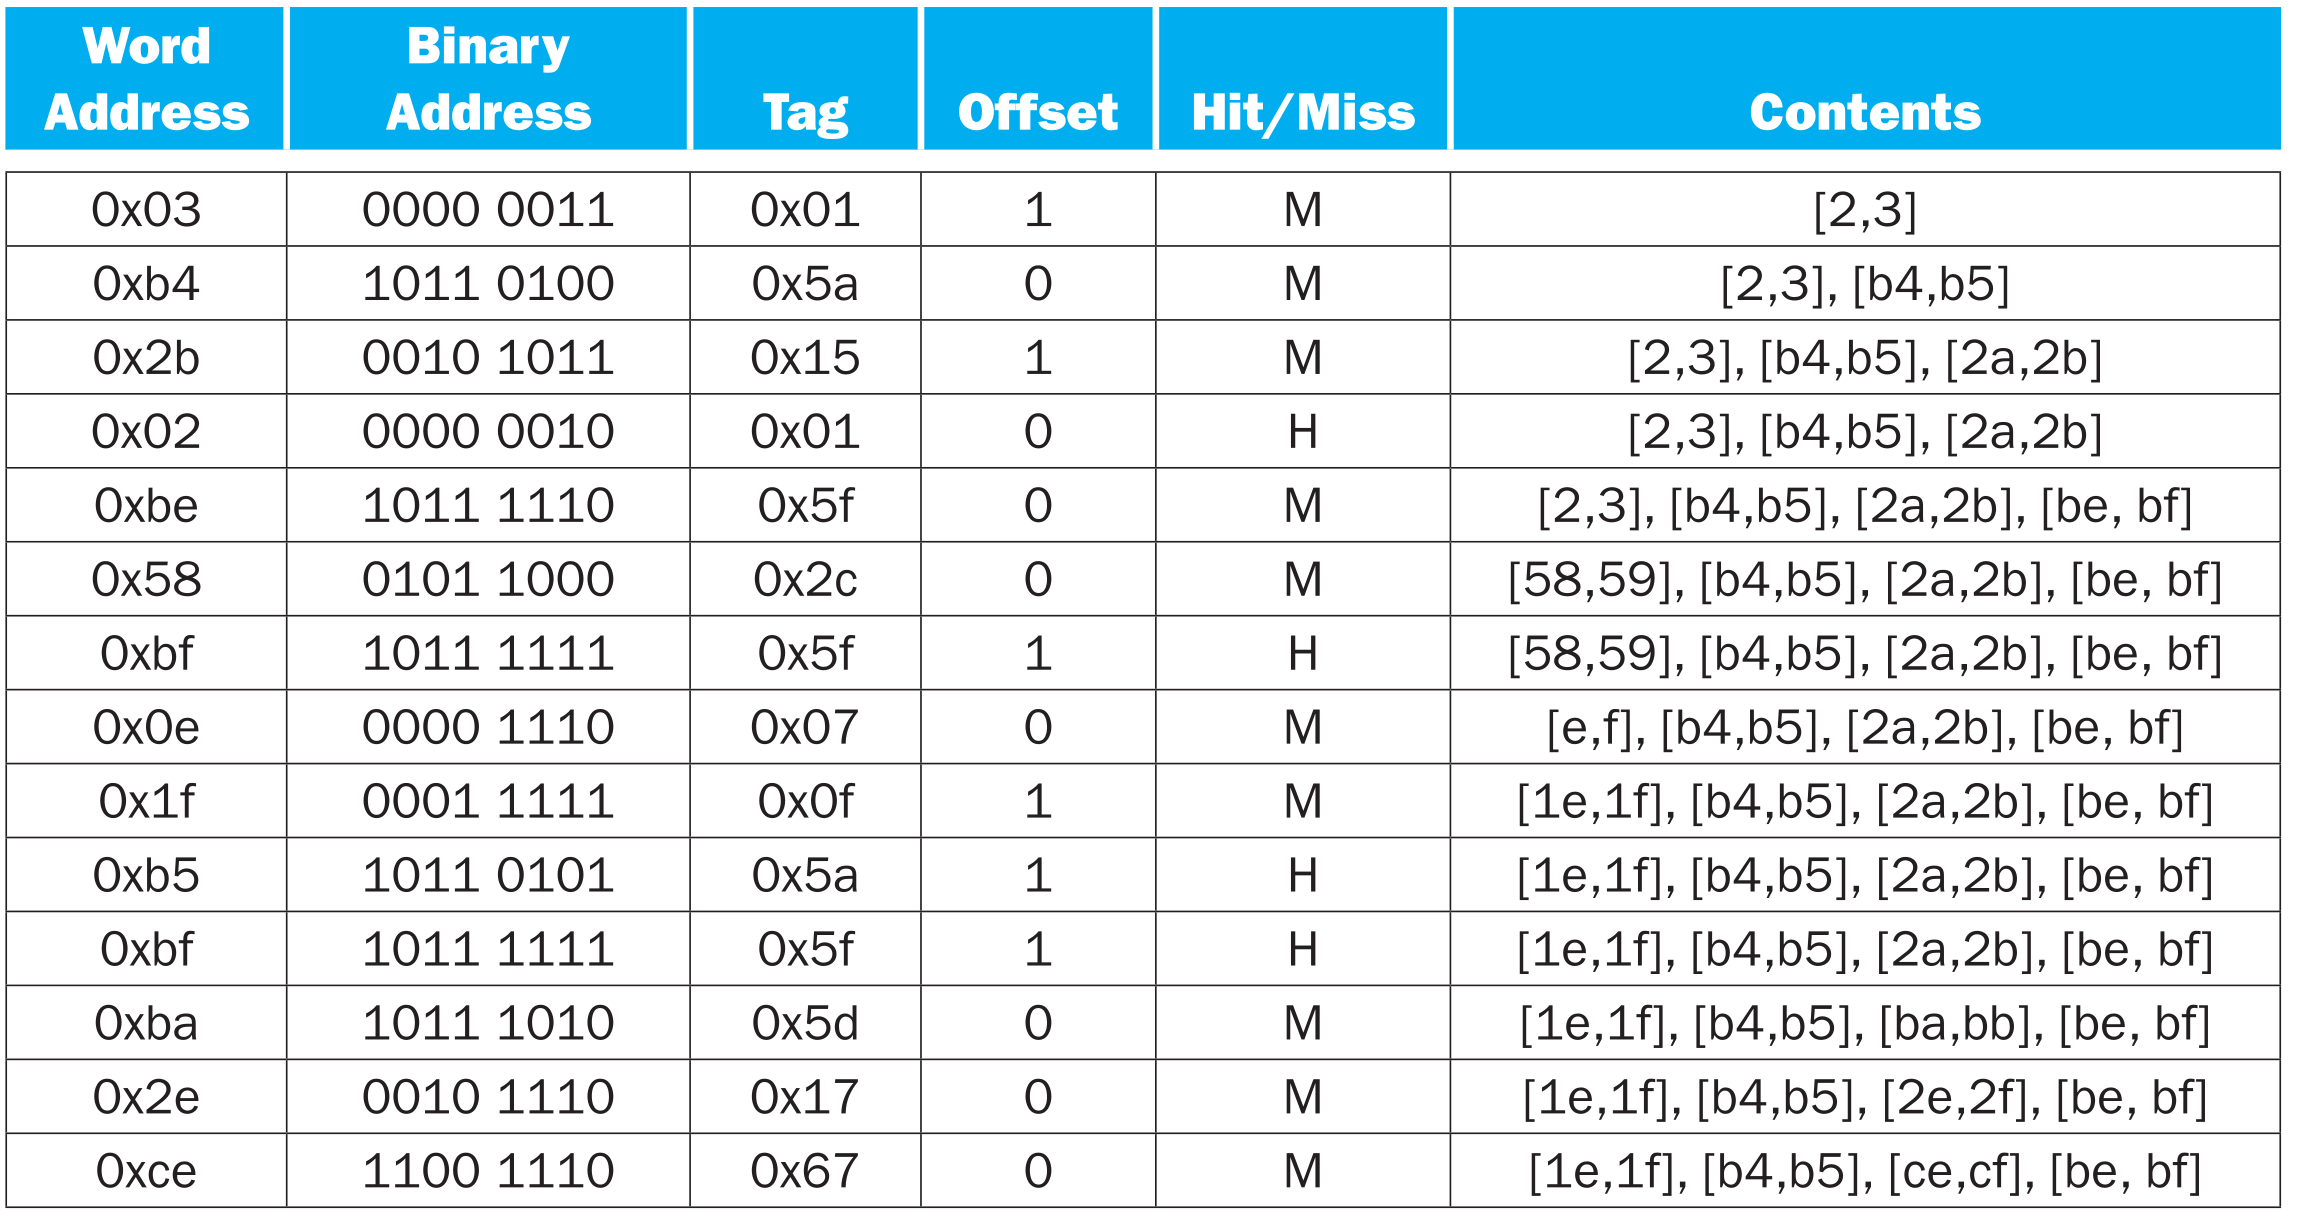 Word Address Binary Address Tag Offset Hit/Miss Contents
0x03 0000 0011 0x01 1 M [2,3]
0xb4 1011 0100 0x5a 0 M [2,3], [b4,b5]
0x2b 0010 1011 0x15 1 M [2,3], [b4,b5], [2a,2b]
0x02 0000 0010 0x01 0 H [2,3], [b4,b5], [2a,2b]
0xbe 1011 1110 0x5f 0 M [2,3], [b4,b5], [2a,2b], [be, bf]
0x58 0101 1000 0x2c 0 M [58,59], [b4,b5], [2a,2b], [be, bf]
0xbf 1011 1111 0x5f 1 H [58,59], [b4,b5], [2a,2b], [be, bf]
0x0e 0000 1110 0x07 0 M [e,f], [b4,b5], [2a,2b], [be, bf]
0x1f 0001 1111 0x0f 1 M [1e,1f], [b4,b5], [2a,2b], [be, bf]
0xb5 1011 0101 0x5a 1 H [1e,1f], [b4,b5], [2a,2b], [be, bf]
0xbf 1011 1111 0x5f 1 H [1e,1f], [b4,b5], [2a,2b], [be, bf]
0xba 1011 1010 0x5d 0 M [1e,1f], [b4,b5], [ba,bb], [be, bf]
0x2e 0010 1110 0x17 0 M [1e,1f], [b4,b5], [2e,2f], [be, bf]
0xce 1100 1110 0x67 0 M [1e,1f], [b4,b5], [ce,cf], [be, bf]